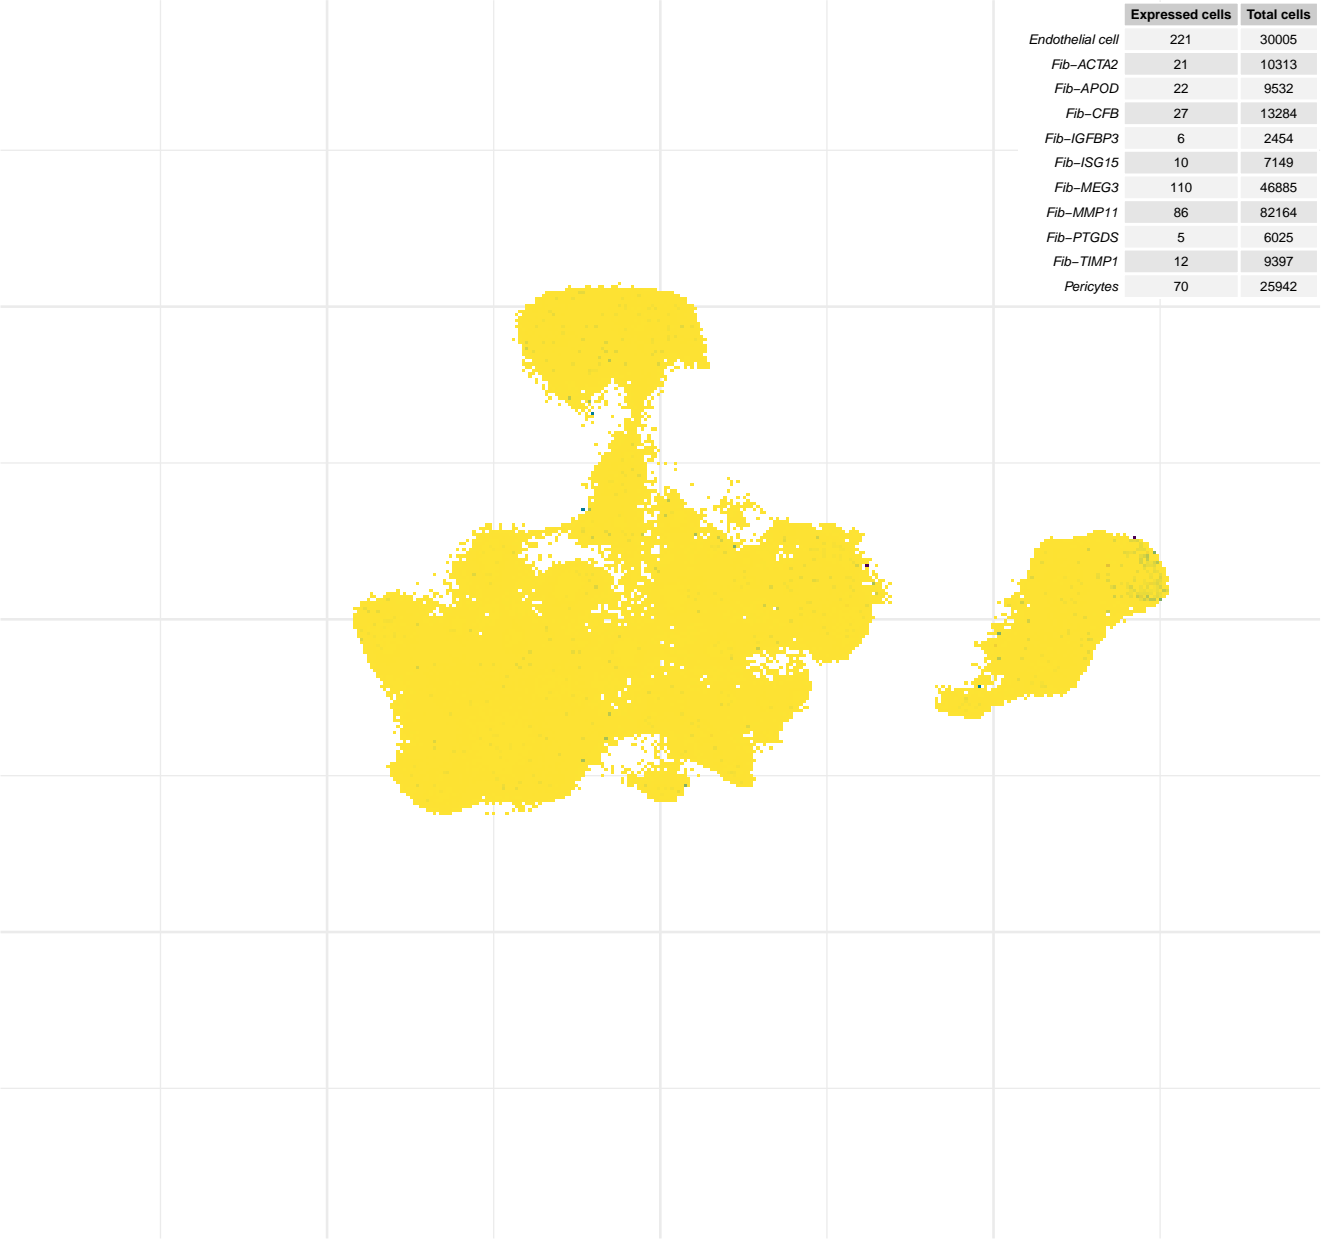 Expressed cells Total cells
Endothelial cell 221 30005
Fib−ACTA2 21 10313
Fib−APOD 22 9532
Fib−CFB 27 13284
Fib−IGFBP3 6 2454
Fib−ISG15 10 7149
Fib−MEG3 110 46885
Fib−MMP11 86 82164
Fib−PTGDS 5 6025
Fib−TIMP1 12 9397
Pericytes 70 25942